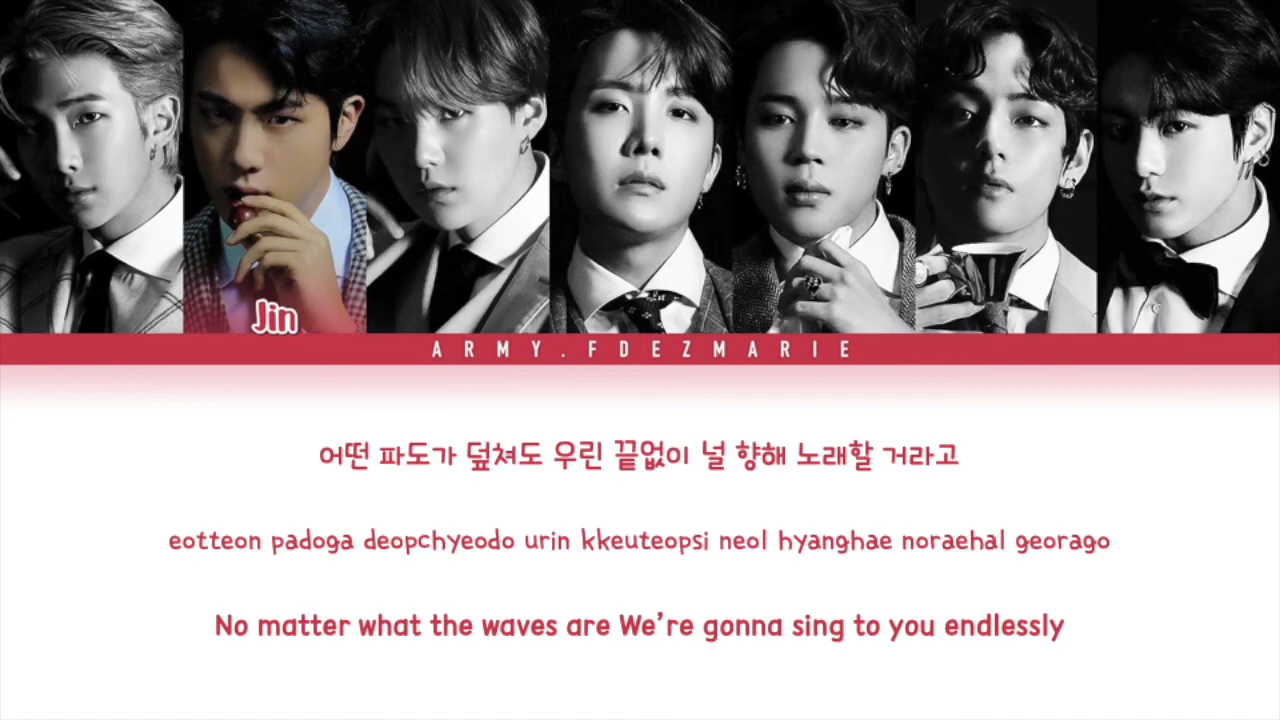 Jin
ARMY.FDEZMARIE
어떤 파도가 덮쳐도 우린 끝없이 널 향해 노래할 거라고
eotteon padoga deopchyeodo urin kkeuteopsi neol hyanghae noraehal georago
No matter what the waves are We're gonna sing to you endlessly